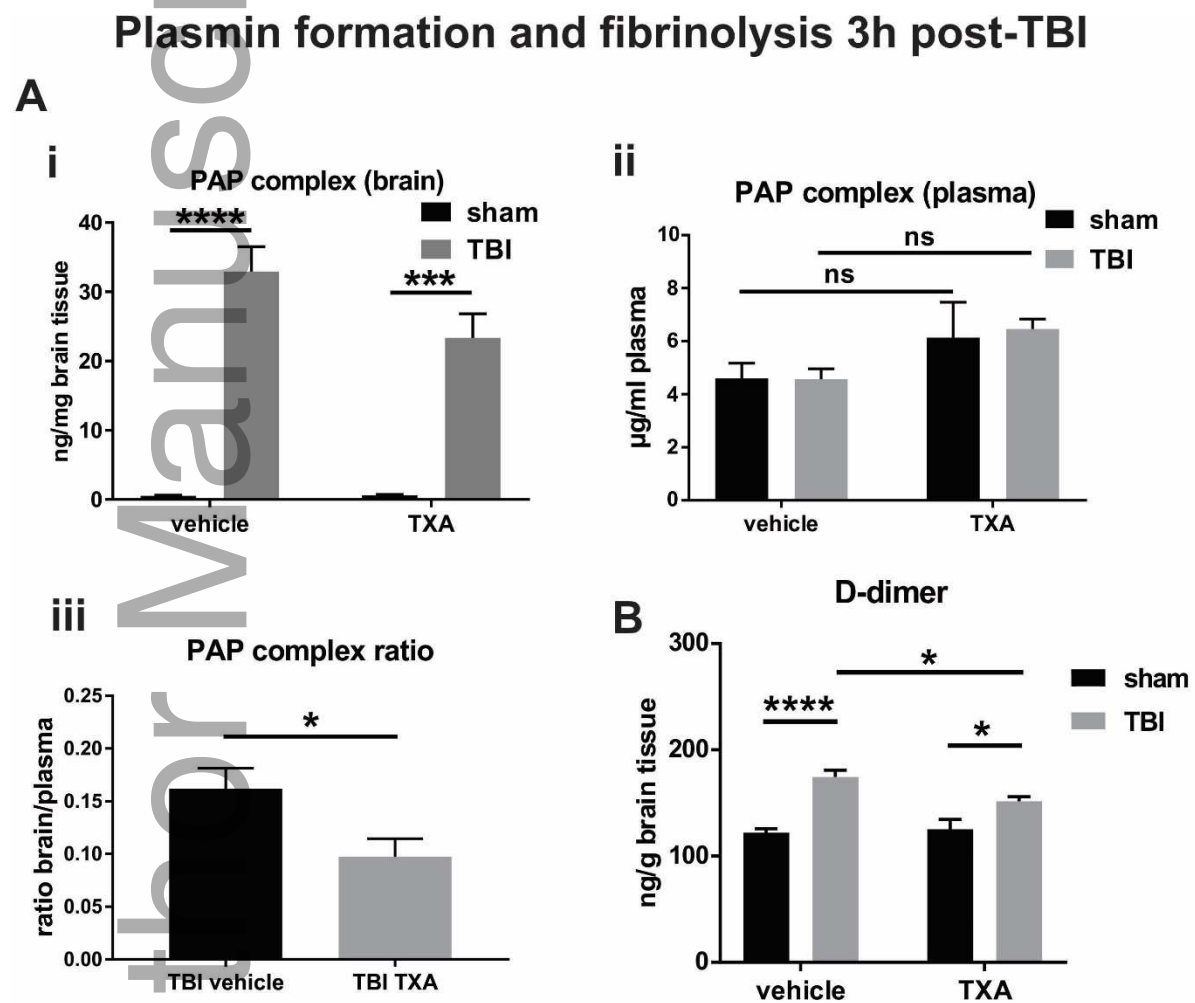 Plasmin formation and fibrinolysis 3h post-TBI
A
i
PAP complex (brain)
sham
TBI
****
***
40
30
20
10
0
ng/mg brain tissue
vehicle
TXA
ii
PAP complex (plasma)
sham
TBI
ns
ns
10
8
6
4
2
0
µg/ml plasma
vehicle
TXA
iii
PAP complex ratio
*
0.25
0.20
0.15
0.10
0.05
0.00
ratio brain/plasma
TBI vehicle
TBI TXA
B
D-dimer
sham
TBI
*
****
*
300
200
100
0
ng/g brain tissue
vehicle
TXA